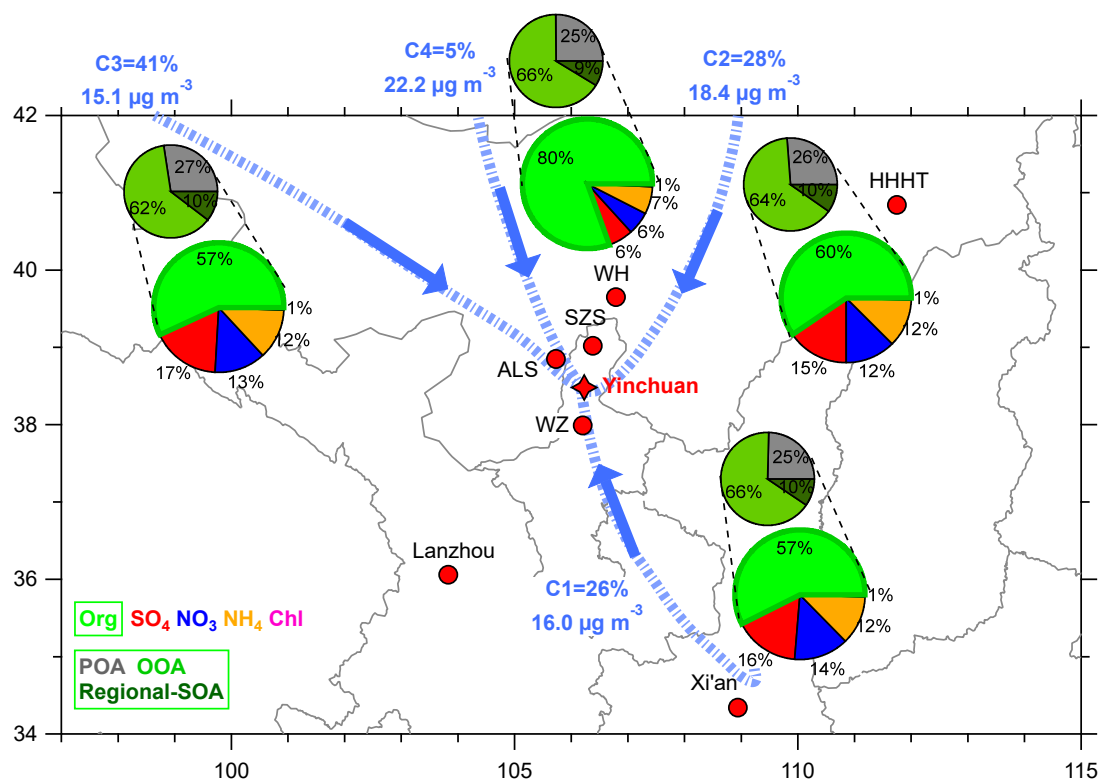 C3=41%
15.1 µg m⁻³
C4=5%
22.2 µg m⁻³
C2=28%
18.4 µg m⁻³
25%
66%
9%
42
80%
1%
7%
6%
6%
27%
62%
10%
57%
1%
12%
17%
13%
26%
64%
10%
HHHT
60%
1%
12%
15%
12%
40
WH
SZS
ALS
Yinchuan
WZ
38
25%
66%
10%
57%
1%
12%
16%
14%
Lanzhou
36
C1=26%
16.0 µg m⁻³
Xi'an
Org SO₄ NO₃ NH₄ Chl
POA OOA
Regional-SOA
34
100
105
110
115